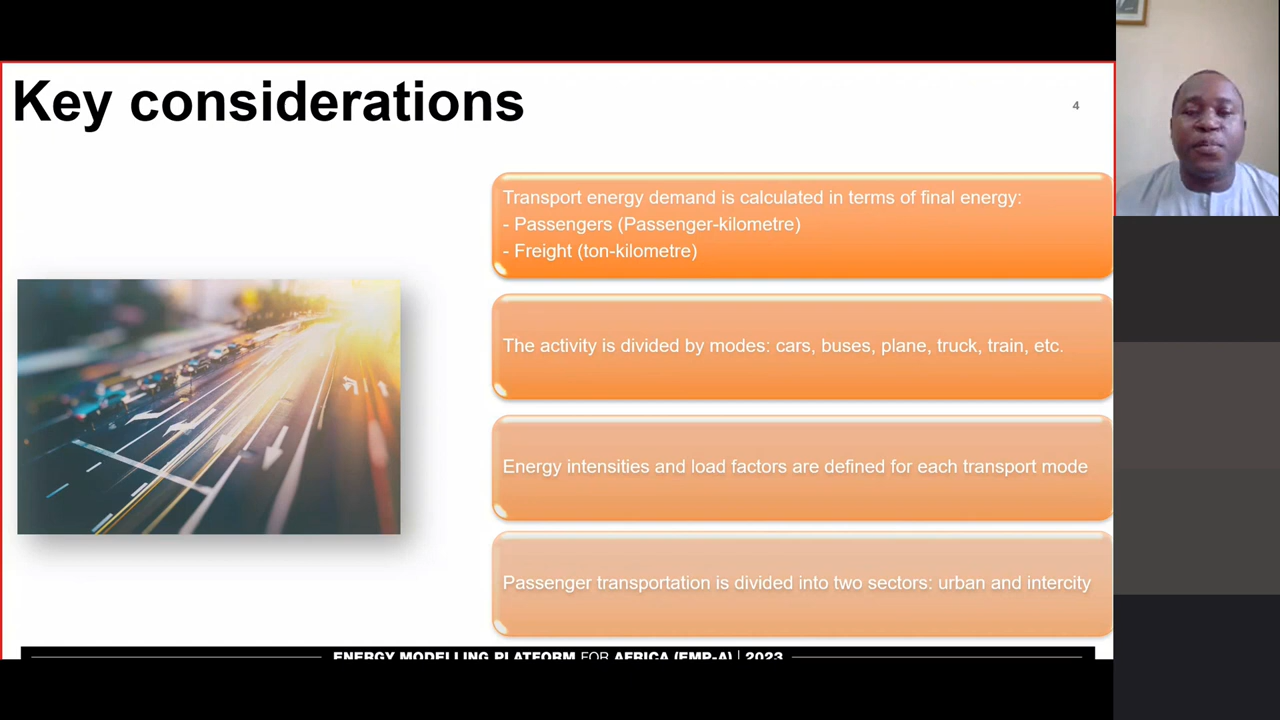 Key considerations
4
Transport energy demand is calculated in terms of final energy:
- Passengers (Passenger-kilometre)
- Freight (ton-kilometre)
The activity is divided by modes: cars, buses, plane, truck, train, etc.
Energy intensities and load factors are defined for each transport mode
Passenger transportation is divided into two sectors: urban and intercity
ENERGY MODELLING PLATFORM FOR AFRICA (EMP-A) | 2023